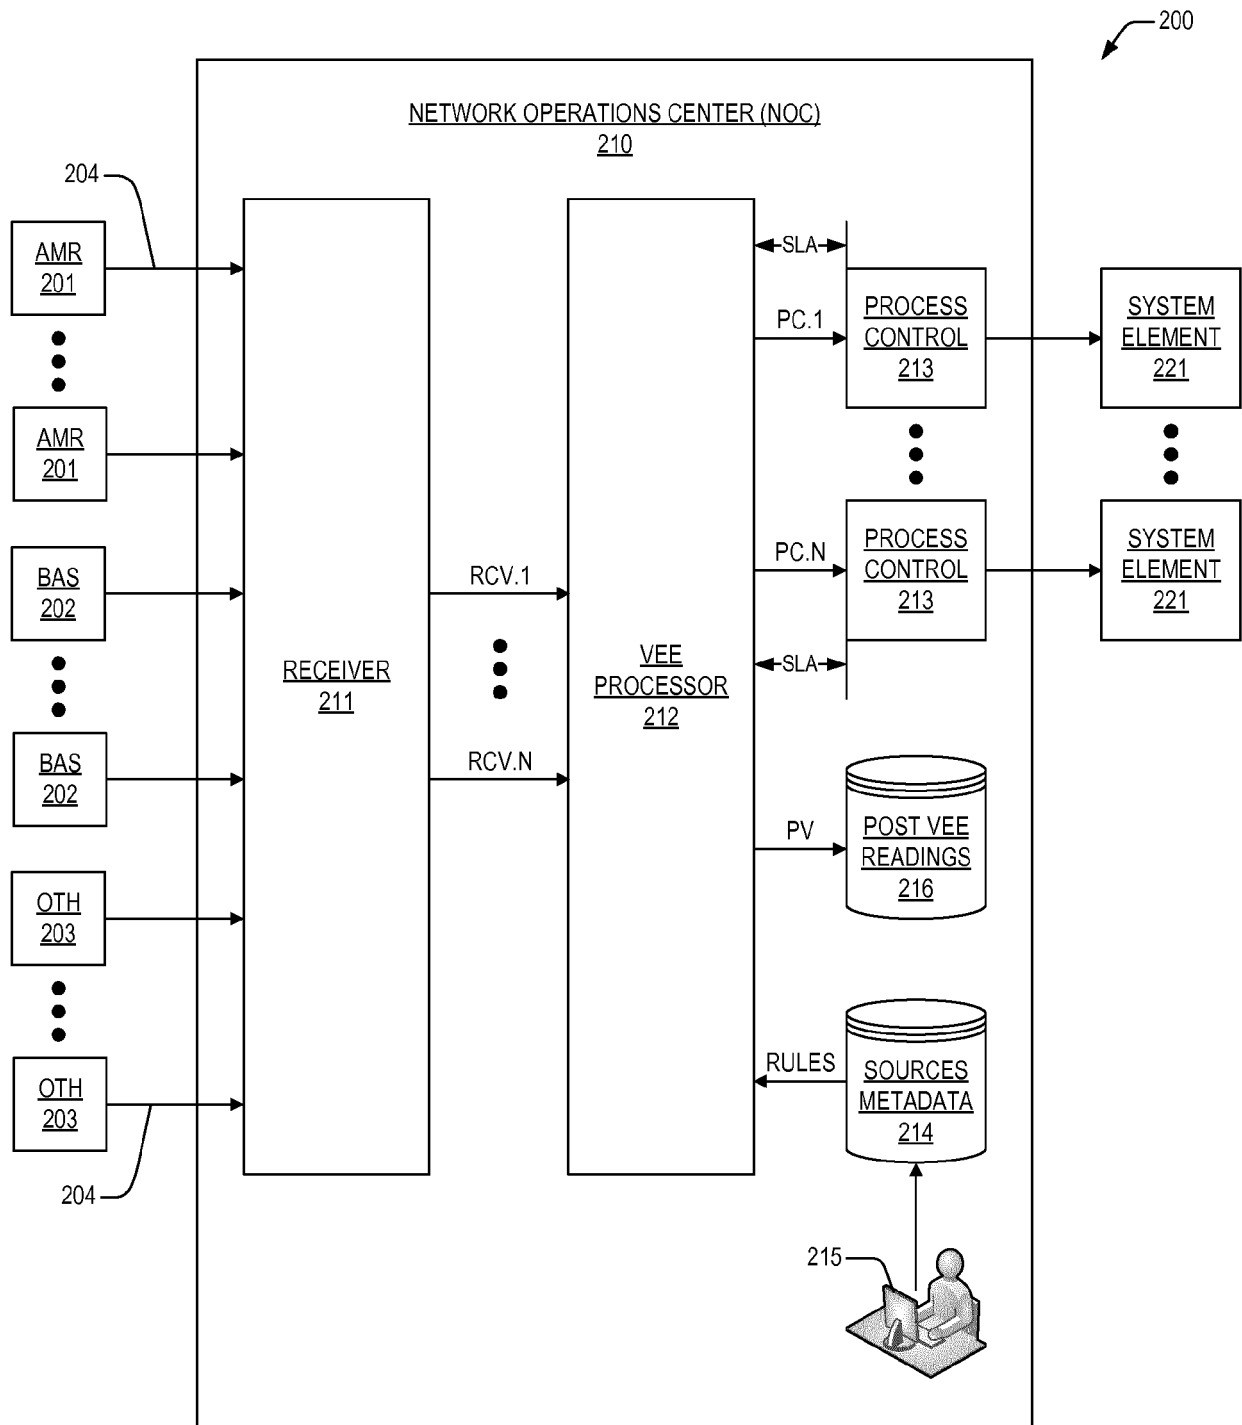 200
NETWORK OPERATIONS CENTER (NOC)
210
204
AMR
201
AMR
201
BAS
202
BAS
202
OTH
203
OTH
203
204
RECEIVER
211
RCV.1
RCV.N
VEE
PROCESSOR
212
SLA
PC.1
PROCESS
CONTROL
213
SYSTEM
ELEMENT
221
PC.N
PROCESS
CONTROL
213
SYSTEM
ELEMENT
221
SLA
PV
POST VEE
READINGS
216
RULES
SOURCES
METADATA
214
215